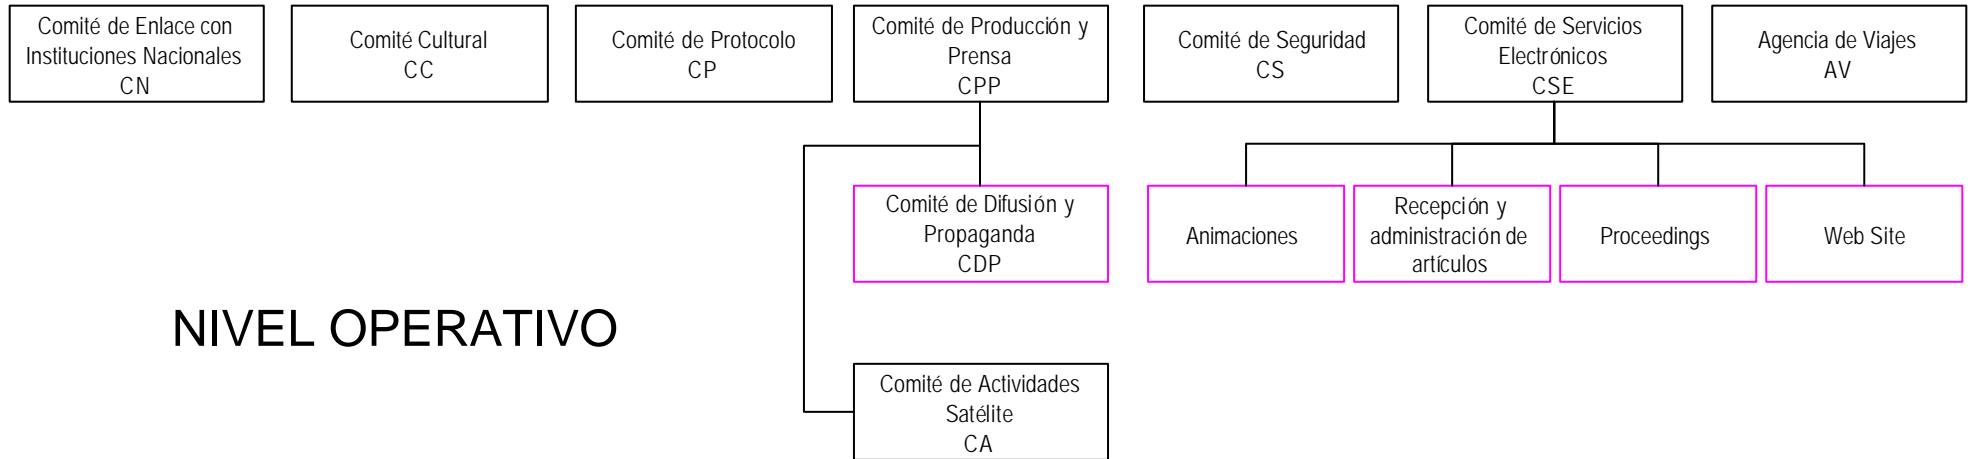 Comité de Enlace con
Instituciones Nacionales
CN
Comité Cultural
CC
Comité de Protocolo
CP
Comité de Producción y
Prensa
CPP
Comité de Seguridad
CS
Comité de Servicios
Electrónicos
CSE
Agencia de Viajes
AV
Comité de Difusión y
Propaganda
CDP
Animaciones
Recepción y
administración de
artículos
Proceedings
Web Site
NIVEL OPERATIVO
Comité de Actividades
Satélite
CA